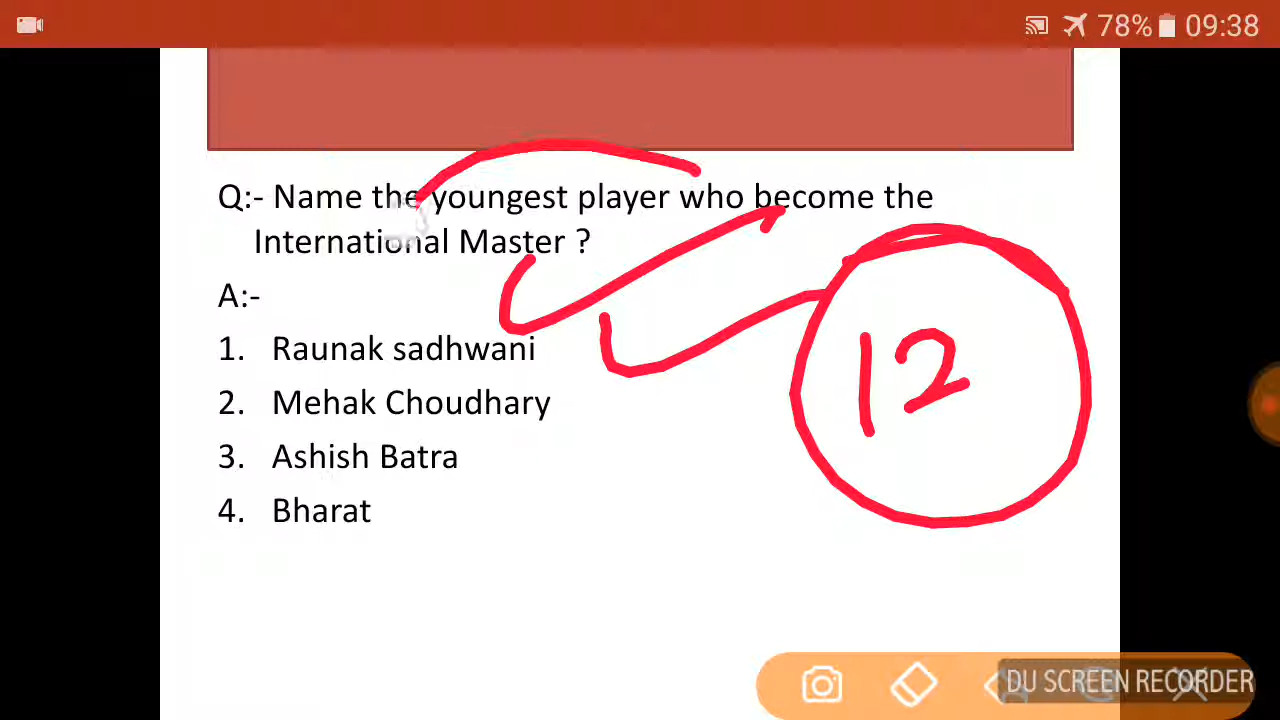 78% 09:38
Q:- Name the youngest player who become the
International Master ?
A:-
1. Raunak sadhwani
2. Mehak Choudhary
3. Ashish Batra
4. Bharat
12
DU SCREEN RECORDER